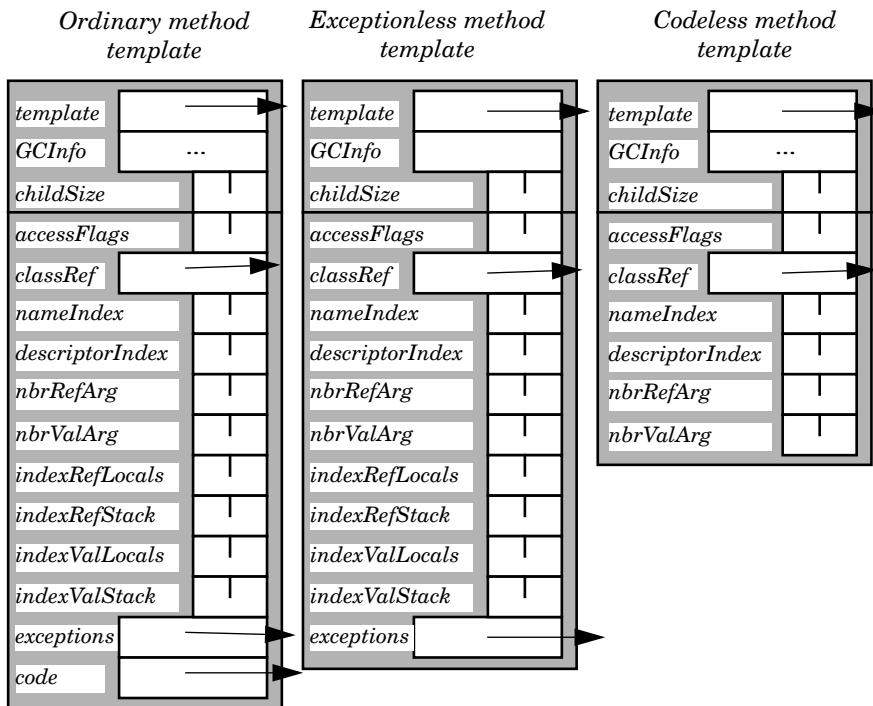 Ordinary method
template
template
GCInfo
...
childSize
accessFlags
classRef
nameIndex
descriptorIndex
nbrRefArg
nbrValArg
indexRefLocals
indexRefStack
indexValLocals
indexValStack
exceptions
code
Exceptionless method
template
template
GCInfo
childSize
accessFlags
classRef
nameIndex
descriptorIndex
nbrRefArg
nbrValArg
indexRefLocals
indexRefStack
indexValLocals
indexValStack
exceptions
Codeless method
template
template
GCInfo
...
childSize
accessFlags
classRef
nameIndex
descriptorIndex
nbrRefArg
nbrValArg